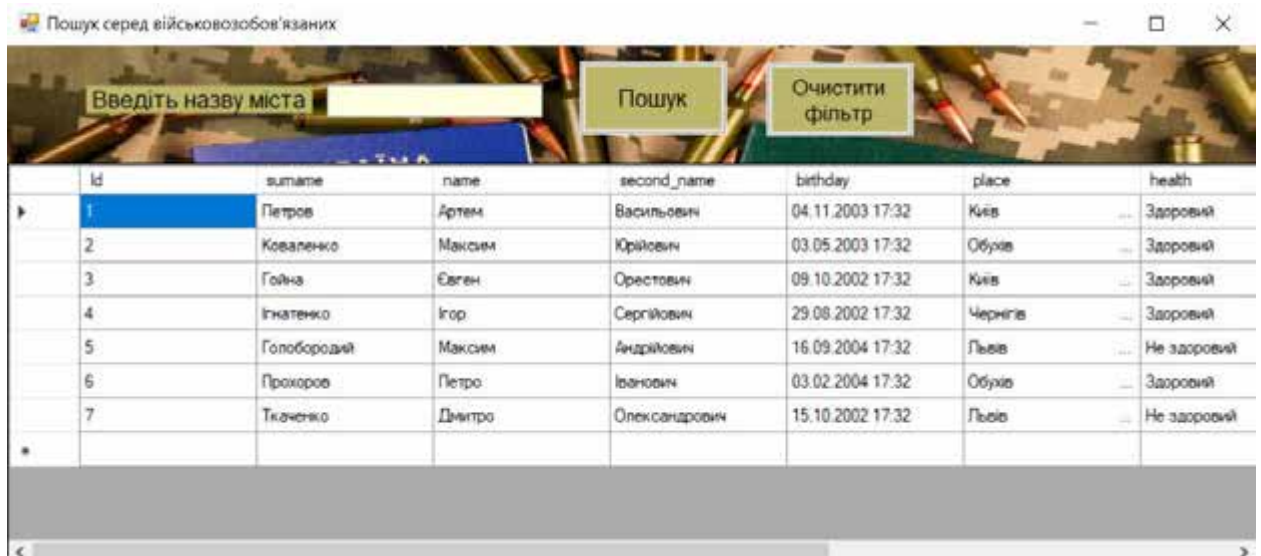 Пошук серед військовозобов'язаних
Введіть назву міста
Пошук
Очистити
фільтр
Id surname name second_name birthday place health
1 Петров Артем Васильович 04.11.2003 17:32 Київ ... Здоровий
2 Коваленко Максим Юрійович 03.05.2003 17:32 Обухів ... Здоровий
3 Гойна Євген Орестович 09.10.2002 17:32 Київ ... Здоровий
4 Ігнатенко Ігор Сергійович 29.08.2002 17:32 Чернігів ... Здоровий
5 Голобородий Максим Андрійович 16.09.2004 17:32 Львів ... Не здоровий
6 Прохоров Петро Іванович 03.02.2004 17:32 Обухів ... Здоровий
7 Ткаченко Дмитро Олександрович 15.10.2002 17:32 Львів ... Не здоровий